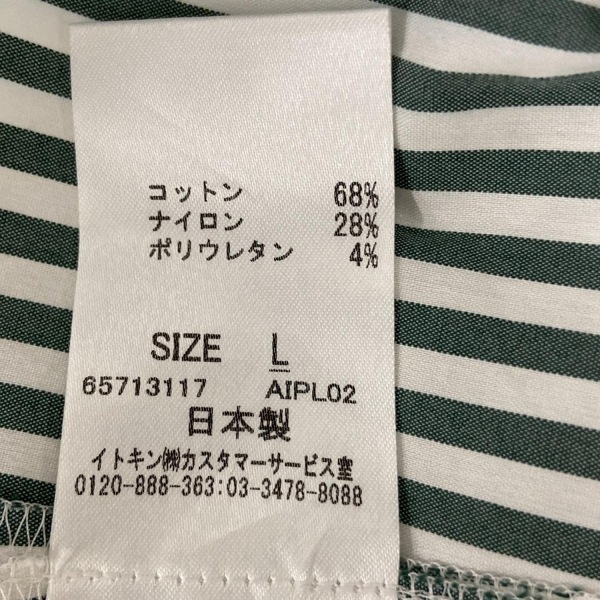 コットン 68%
ナイロン 28%
ポリウレタン 4%
SIZE L
65713117 AIPL02
日本製
イトキン㈱カスタマーサービス室
0120-888-363:03-3478-8088